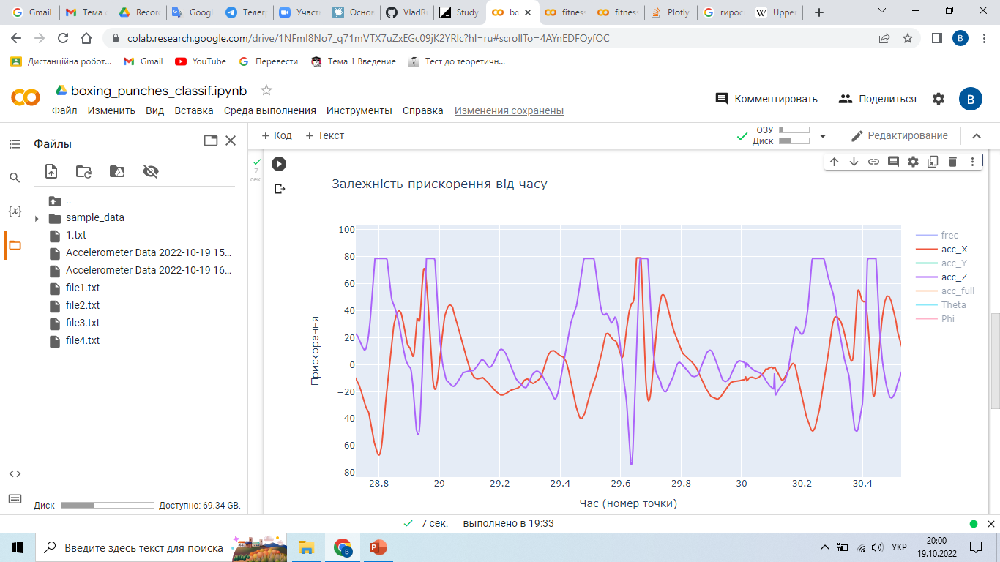 Gmail
Тема
Record
Googl
Телегр
Участн
Основ
VladR
Study
bo
fitness
fitness
Plotly
гирос
Upper
colab.research.google.com/drive/1NFmI8No7_q71mVTX7uZxEGc09jK2YRIc?hl=ru#scrollTo=4AYnEDFOyfOC
B
Дистанційна робот...
Gmail
YouTube
Перевести
Тема 1 Введение
Тест до теоретичн...
boxing_punches_classif.ipynb
Комментировать
Поделиться
B
Файл Изменить Вид Вставка Среда выполнения Инструменты Справка Изменения сохранены
Файлы
+ Код + Текст
ОЗУ
Диск
Редактирование
..
sample_data
1.txt
Accelerometer Data 2022-10-19 15...
Accelerometer Data 2022-10-19 16...
file1.txt
file2.txt
file3.txt
file4.txt
Диск
Доступно: 69.34 GB.
{x}
7
сек.
Залежність прискорення від часу
100
80
60
40
20
0
−20
−40
−60
−80
Прискорення
28.8 29 29.2 29.4 29.6 29.8 30 30.2 30.4
Час (номер точки)
frec
acc_X
acc_Y
acc_Z
acc_full
Theta
Phi
7 сек. выполнено в 19:33
Введите здесь текст для поиска
B
P
УКР
20:00
19.10.2022